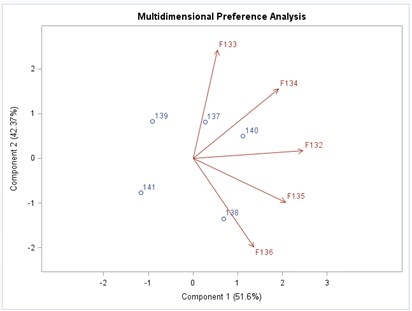 Multidimensional Preference Analysis
F133
F134
139
137
140
F132
141
F135
138
F136
Component 2 (42.37%)
2
1
0
-1
-2
-2
-1
0
1
2
3
Component 1 (51.6%)